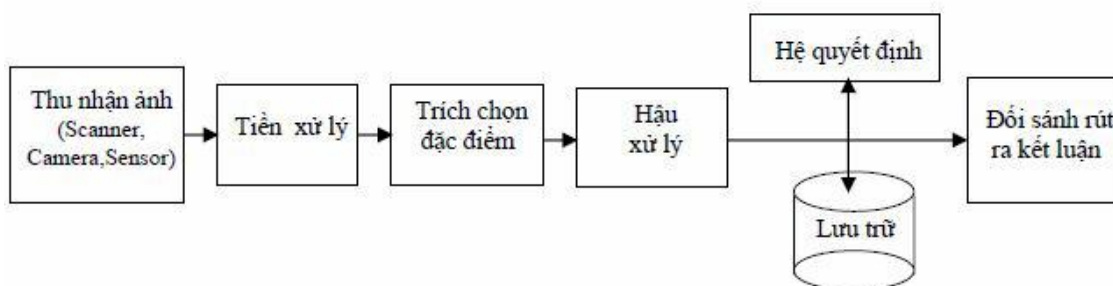 Thu nhận ảnh
(Scanner,
Camera,Sensor)
Tiền xử lý
Trích chọn
đặc điểm
Hậu
xử lý
Hệ quyết định
Lưu trữ
Đối sánh rút
ra kết luận